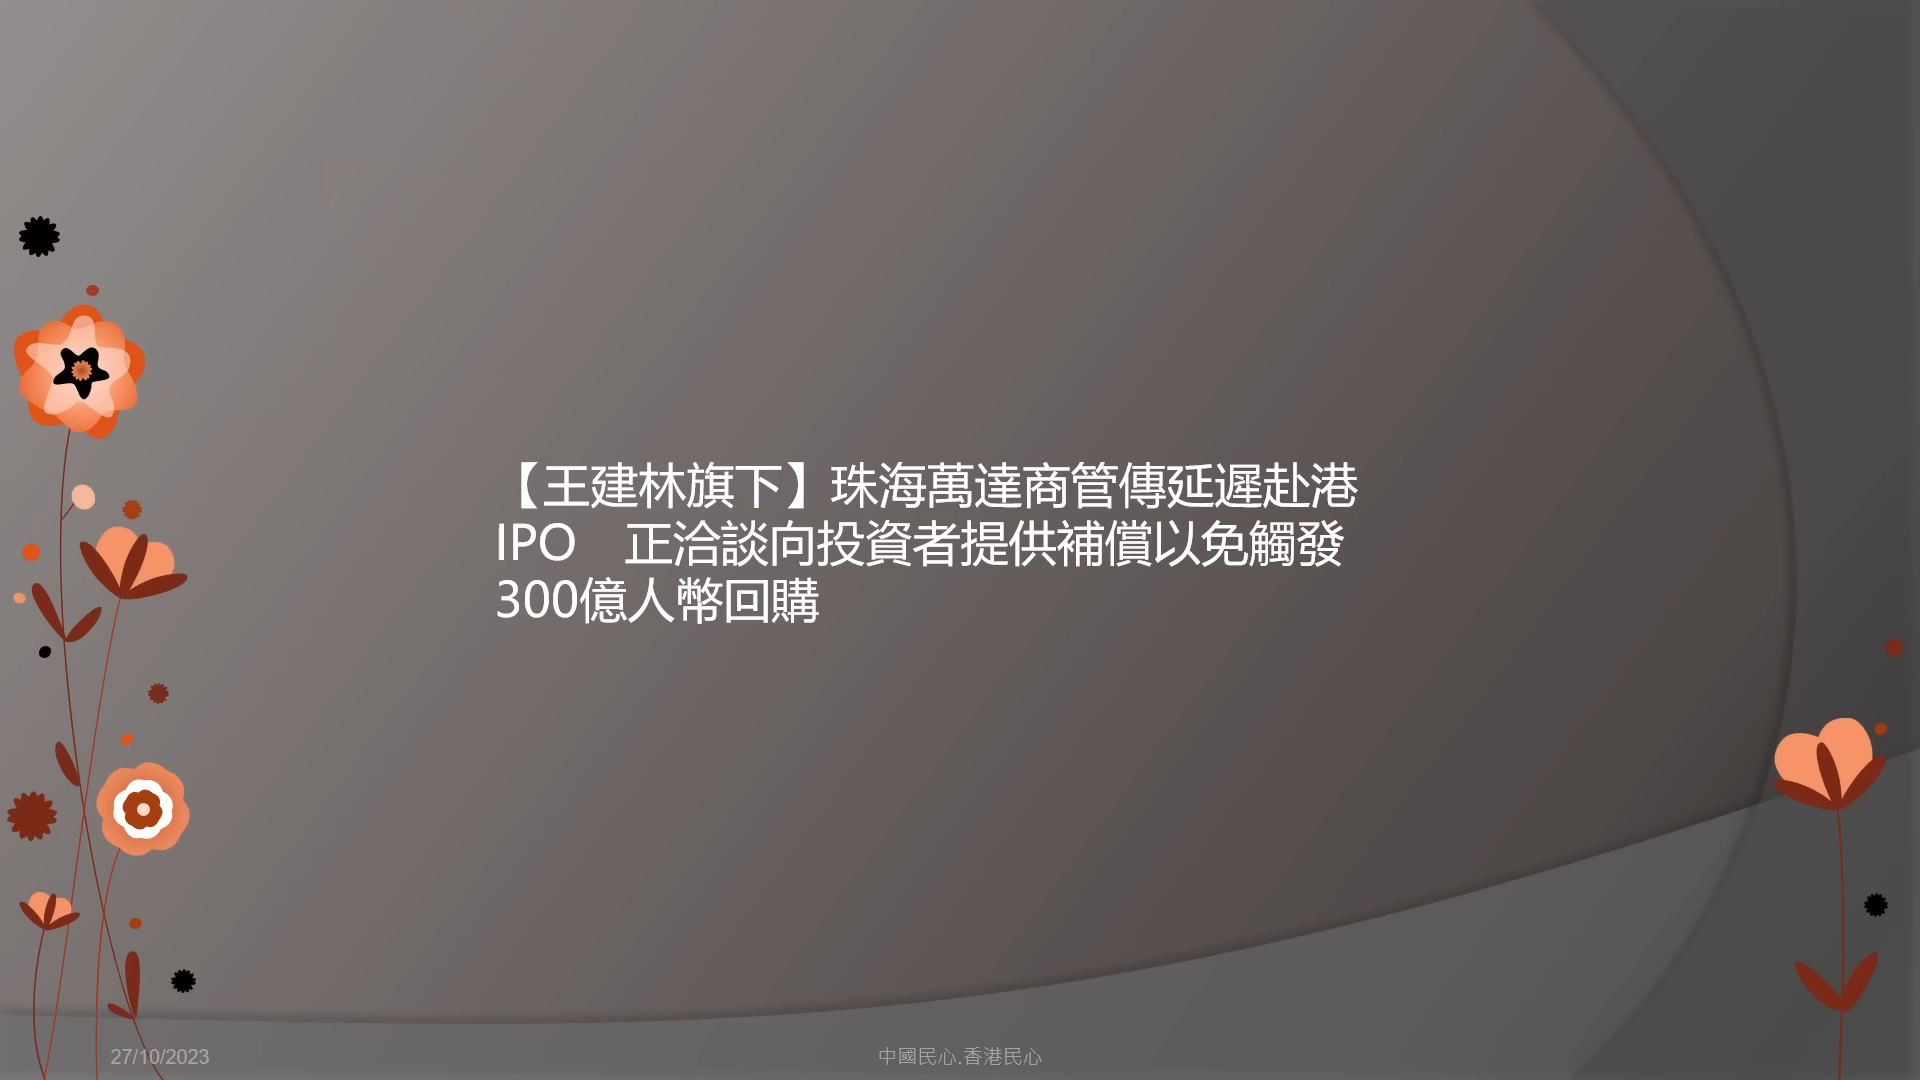 【王建林旗下】珠海萬達商管傳延遲赴港
IPO　正洽談向投資者提供補償以免觸發
300億人幣回購
27/10/2023
中國民心.香港民心